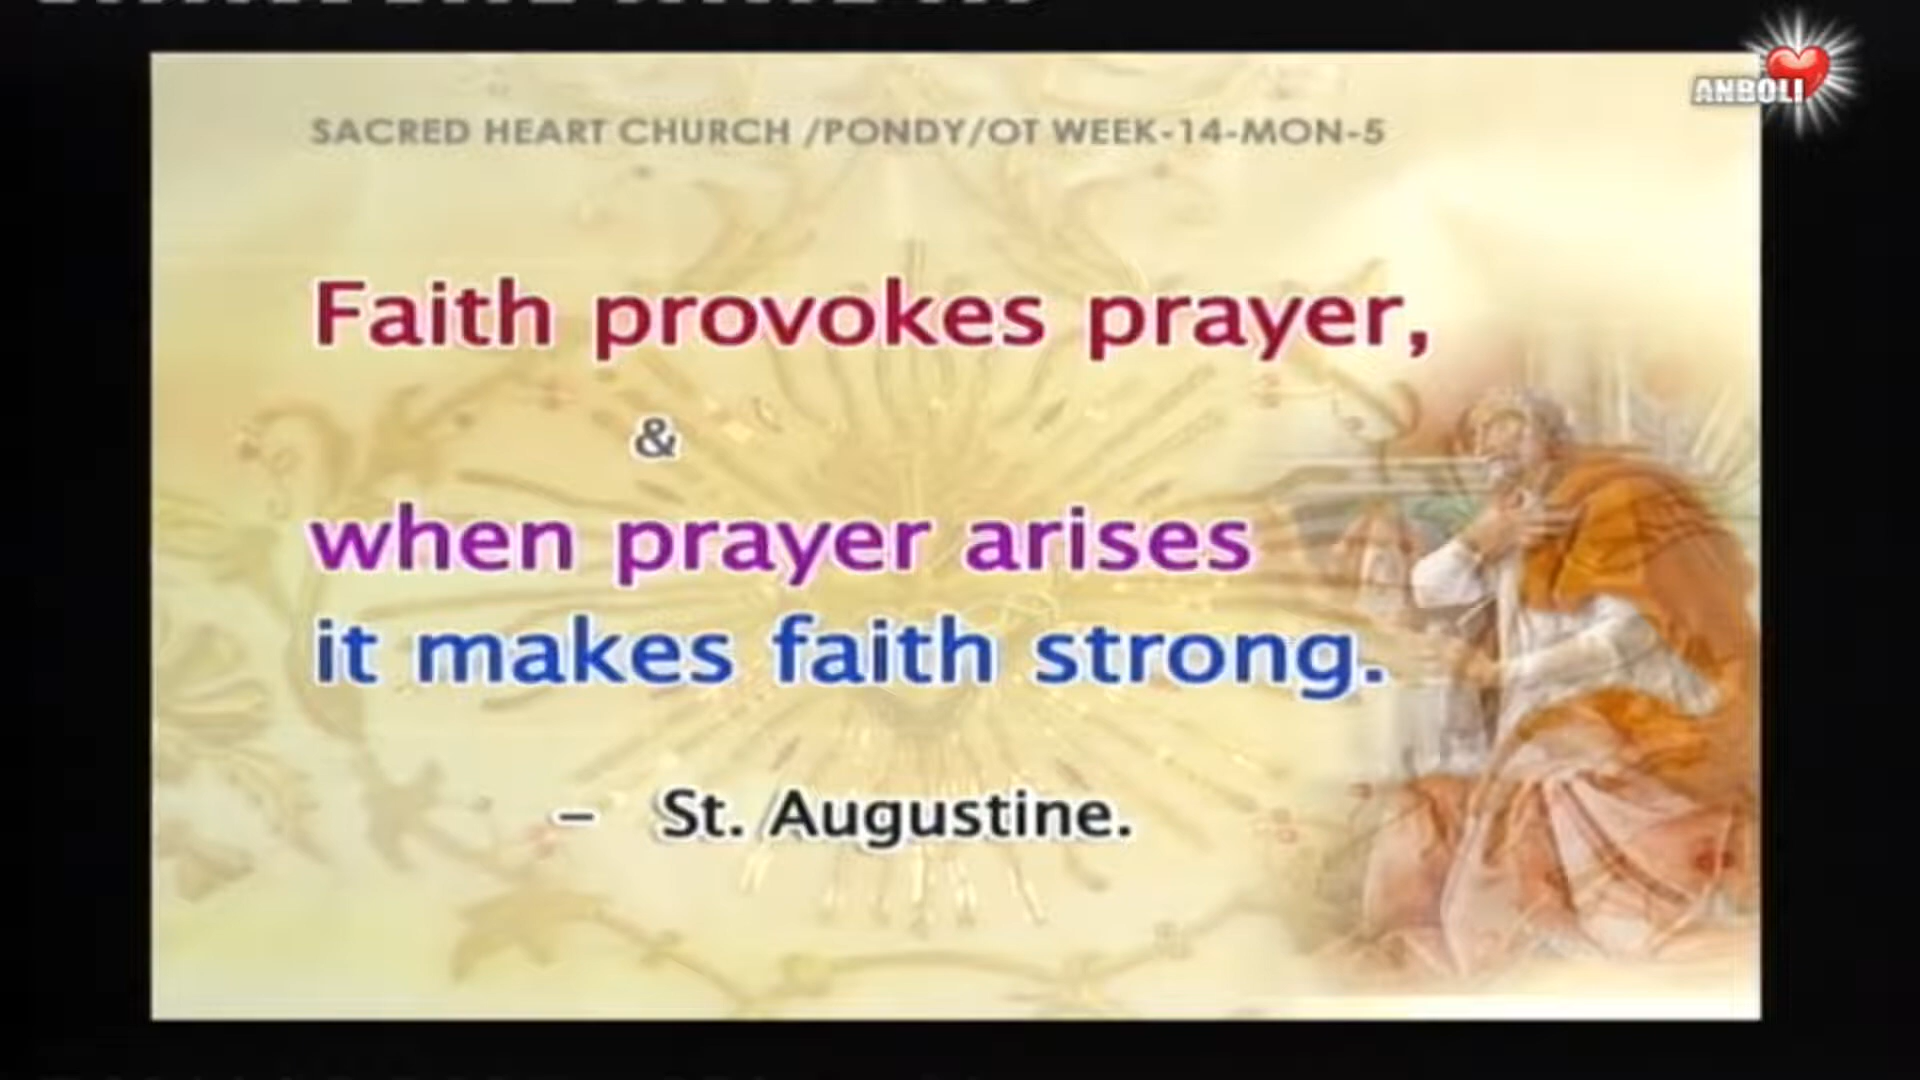 ANBOLI
SACRED HEART CHURCH /PONDY/OT WEEK-14-MON-5
Faith provokes prayer,
&
when prayer arises
it makes faith strong.
– St. Augustine.